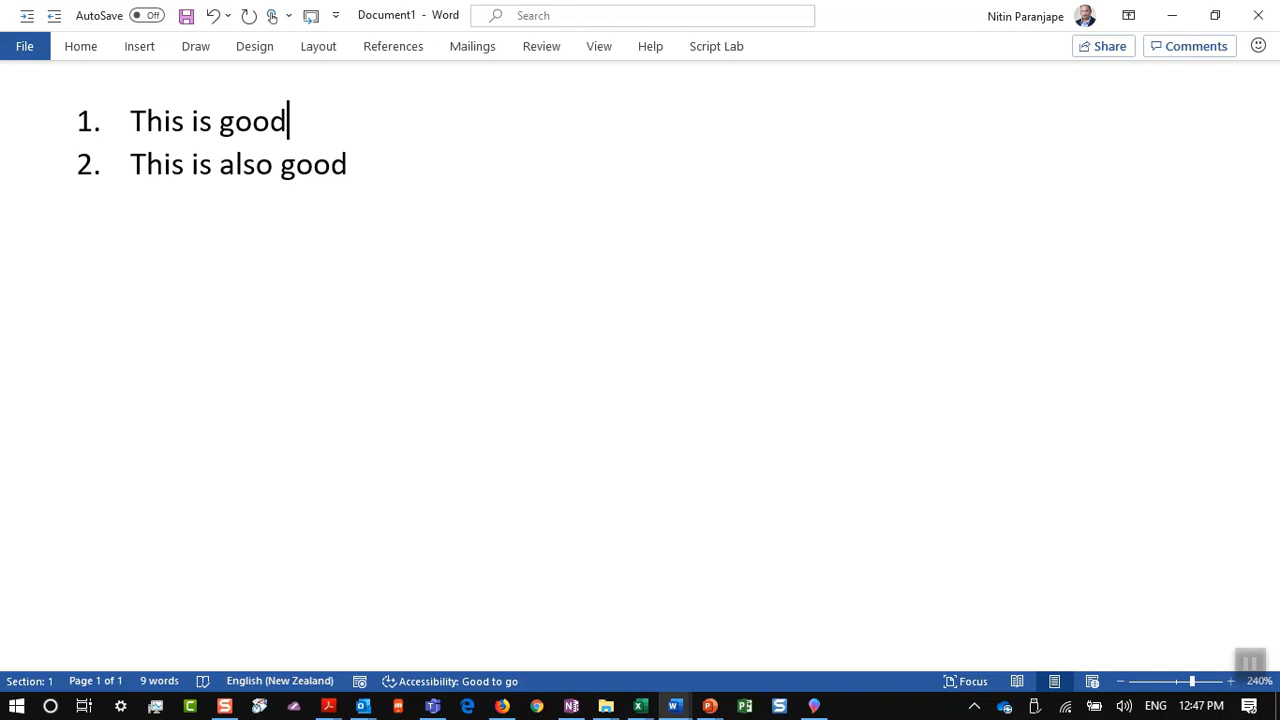 AutoSave Off Document1 - Word Search Nitin Paranjape
File Home Insert Draw Design Layout References Mailings Review View Help Script Lab Share Comments
1. This is good
2. This is also good
Section: 1 Page 1 of 1 9 words English (New Zealand) Accessibility: Good to go Focus 240%
ENG 12:47 PM